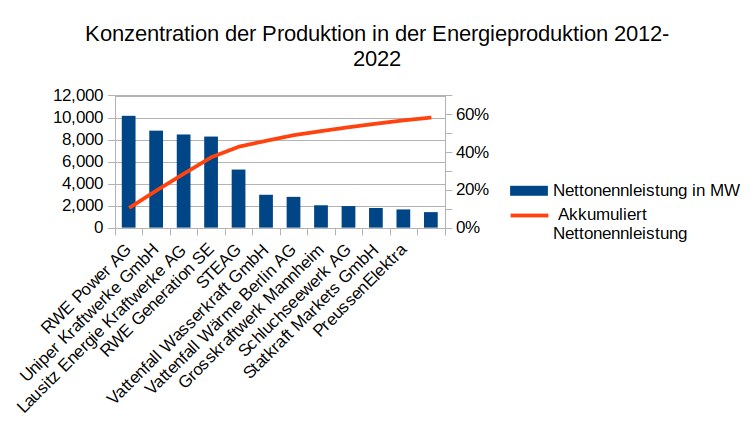 Konzentration der Produktion in der Energieproduktion 2012-
2022
12,000
10,000
8,000
6,000
4,000
2,000
0
60%
40%
20%
0%
RWE Power AG
Uniper Kraftwerke GmbH
Lausitz Energie Kraftwerke AG
RWE Generation SE
STEAG
Vattenfall Wasserkraft GmbH
Vattenfall Wärme Berlin AG
Grosskraftwerk Mannheim
Schluchseewerk AG
Statkraft Markets GmbH
PreussenElektra
Nettonennleistung in MW
Akkumuliert
Nettonennleistung